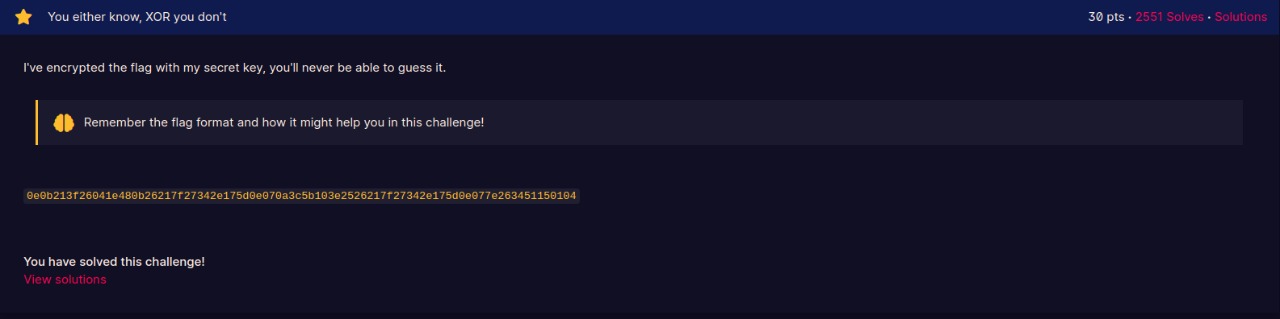 You either know, XOR you don't
30 pts • 2551 Solves • Solutions
I've encrypted the flag with my secret key, you'll never be able to guess it.
Remember the flag format and how it might help you in this challenge!
0e0b213f26041e480b26217f27342e175d0e070a3c5b103e2526217f27342e175d0e077e263451150104
You have solved this challenge!
View solutions